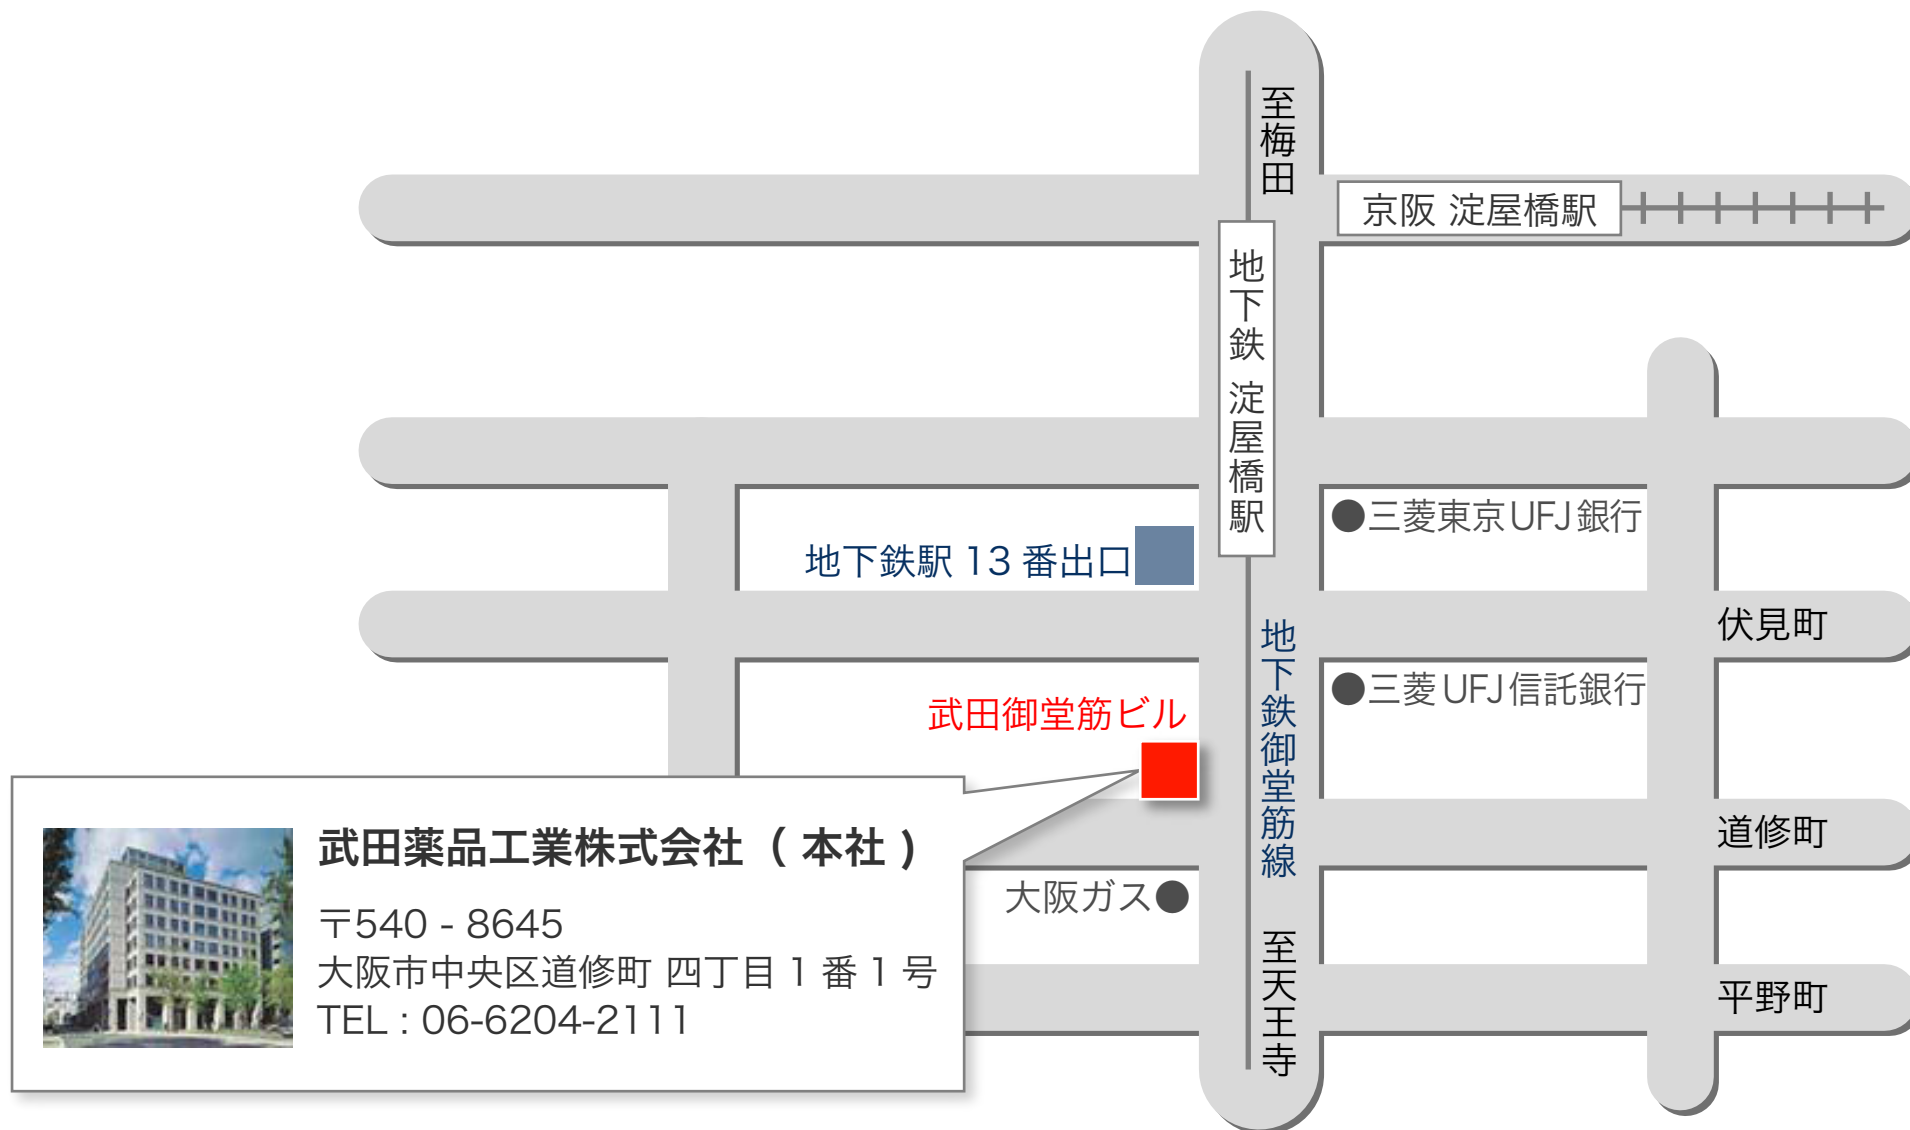 至梅田
京阪 淀屋橋駅
地下鉄 淀屋橋駅
●三菱東京UFJ銀行
地下鉄駅 13 番出口
伏見町
地下鉄御堂筋線
●三菱UFJ信託銀行
武田御堂筋ビル
道修町
武田薬品工業株式会社（ 本社 )
〒540 - 8645
大阪市中央区道修町 四丁目 1 番 1 号
TEL : 06-6204-2111
大阪ガス●
至天王寺
平野町